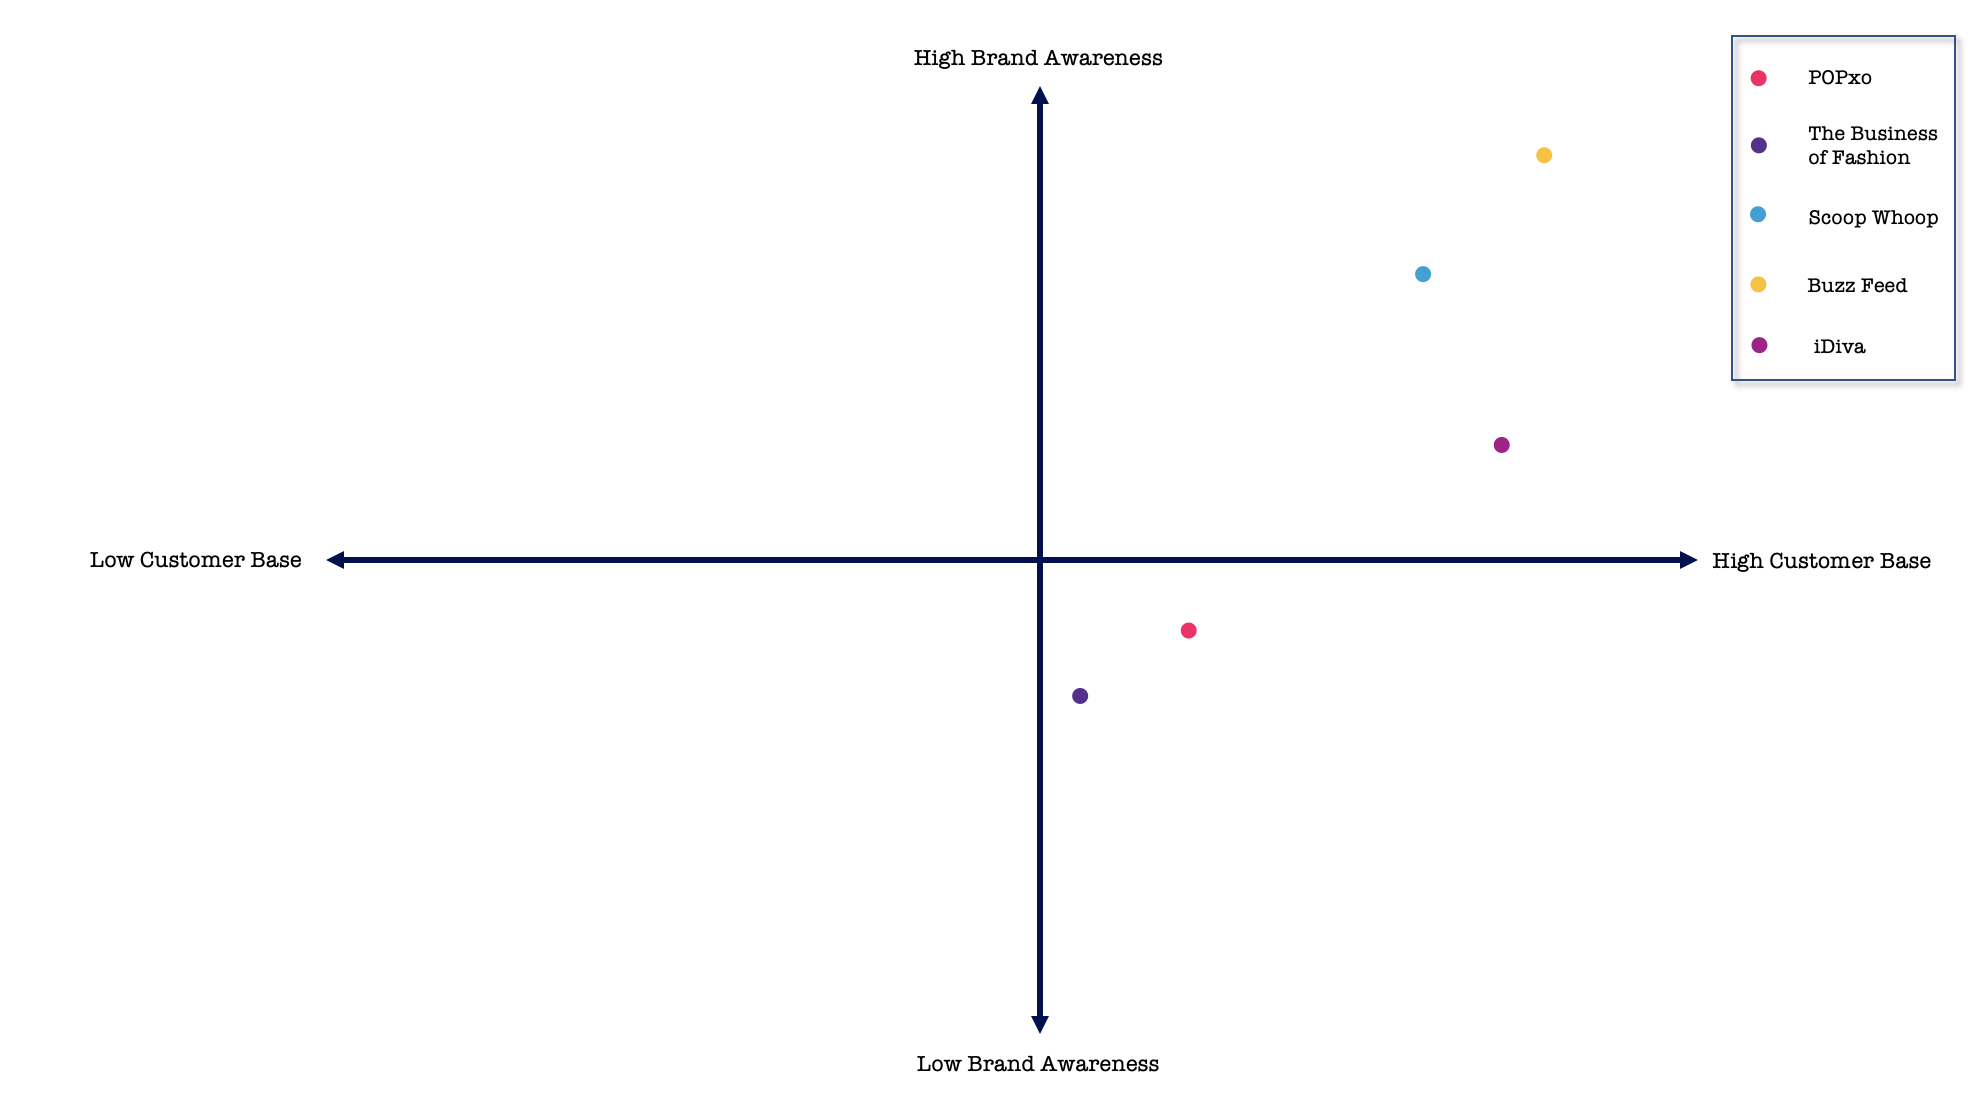 High Brand Awareness
POPxo
The Business
of Fashion
Scoop Whoop
Buzz Feed
iDiva
Low Customer Base
High Customer Base
Low Brand Awareness